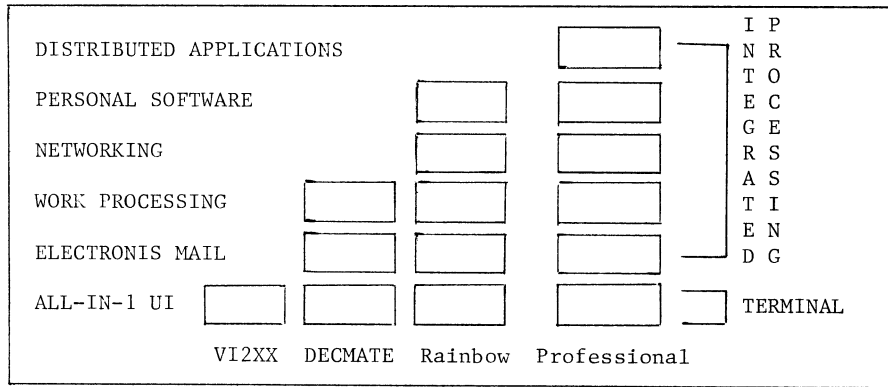 DISTRIBUTED APPLICATIONS
PERSONAL SOFTWARE
NETWORKING
WORK PROCESSING
ELECTRONIS MAIL
ALL-IN-1 UI
VI2XX DECMATE Rainbow Professional
INTEGRATED
PROCESSING
TERMINAL